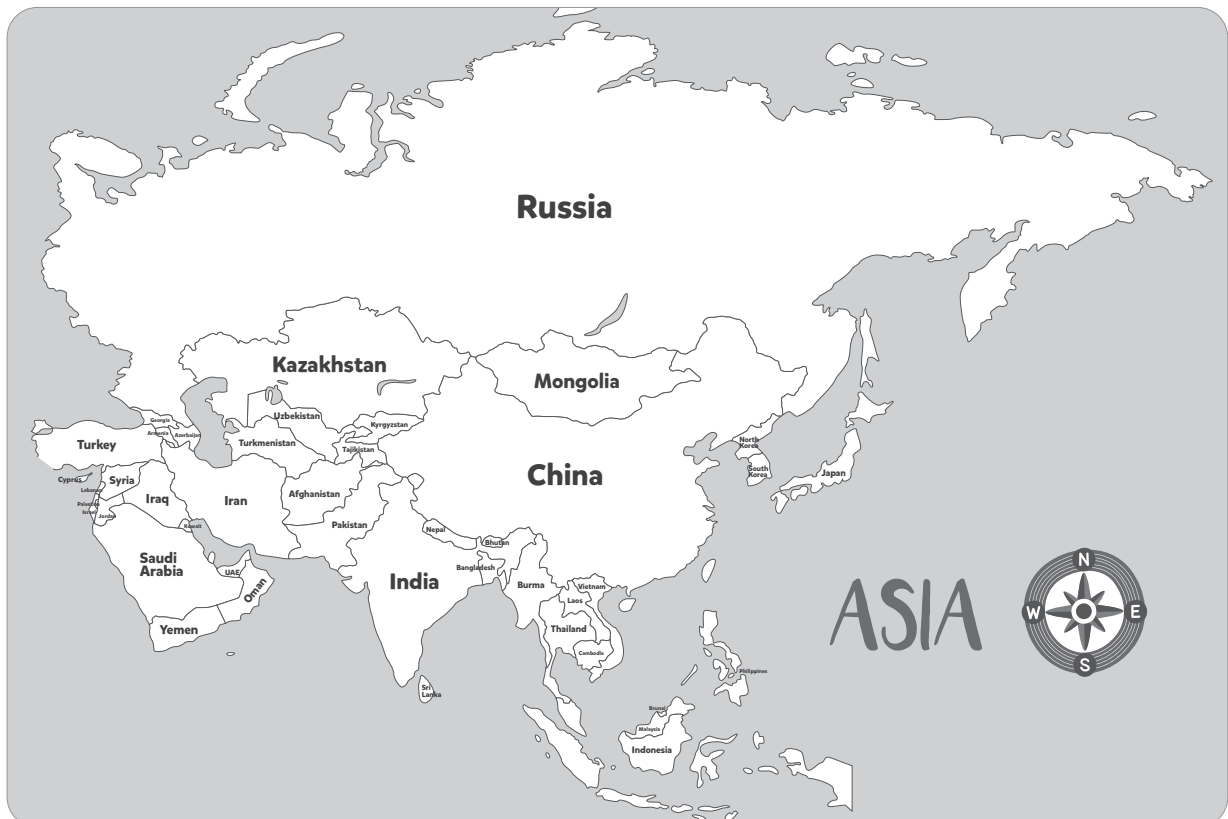 Russia
Kazakhstan
Mongolia
Georgia
Armenia
Azerbaijan
Uzbekistan
Kyrgyzstan
Turkey
Turkmenistan
Tajikistan
North
Korea
South
Korea
Japan
China
Cyprus
Syria
Lebanon
Iraq
Iran
Afghanistan
Palestine
Israel
Jordan
Kuwait
Pakistan
Nepal
Bhutan
Saudi
Arabia
UAE
Oman
Bangladesh
India
Burma
Vietnam
Laos
Yemen
Thailand
Cambodia
Sri
Lanka
Philippines
Brunei
Malaysia
Indonesia
ASIA
N
W
E
S